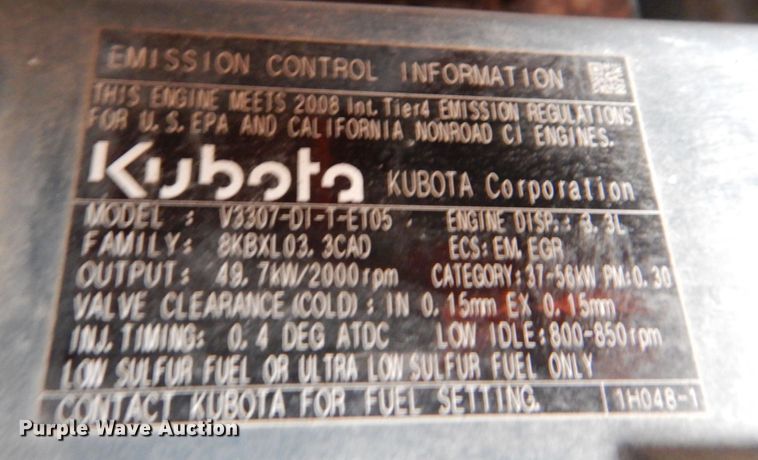 EMISSION CONTROL INFORMATION
THIS ENGINE MEETS 2008 Int. Tier4 EMISSION REGULATIONS
FOR U.S. EPA AND CALIFORNIA NONROAD CI ENGINES.
Kubota KUBOTA Corporation
MODEL : V3307-DI-T-ET05 ENGINE DISP.: 3.3L
FAMILY: 8KBXL03.3CAD ECS: EM, EGR
OUTPUT: 49.7kW/2000rpm CATEGORY: 37-56kW PM:0.30
VALVE CLEARANCE(COLD): IN 0.15mm EX 0.15mm
INJ. TIMING: 0.4 DEG ATDC LOW IDLE:800-850rpm
LOW SULFUR FUEL OR ULTRA LOW SULFUR FUEL ONLY
CONTACT KUBOTA FOR FUEL SETTING. 1H048-1
Purple Wave Auction